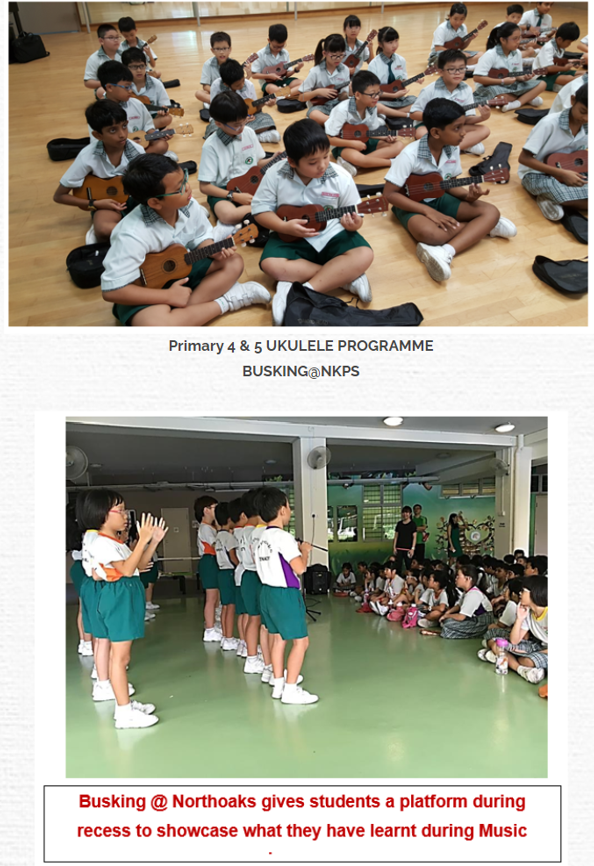 Primary 4 & 5 UKULELE PROGRAMME
BUSKING@NKPS
Busking @ Northoaks gives students a platform during
recess to showcase what they have learnt during Music
.